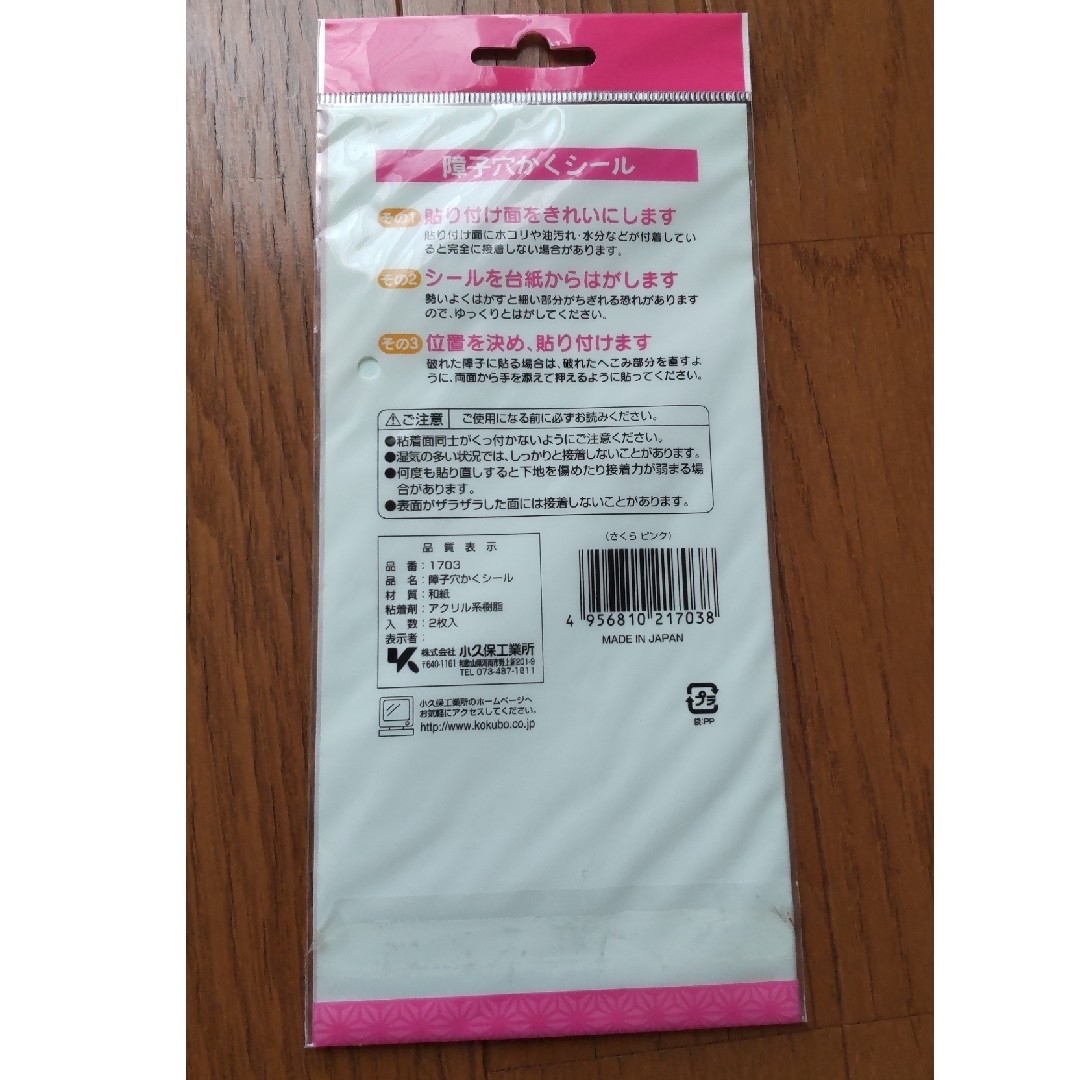 障子穴かくシール
その1 貼り付け面をきれいにします
貼り付け面にホコリや油汚れ・水分などが付着してい
ると完全に接着しない場合があります。
その2 シールを台紙からはがします
勢いよくはがすと細い部分がちぎれる恐れがあります
ので、ゆっくりとはがしてください。
その3 位置を決め、貼り付けます
破れた障子に貼る場合は、破れたへこみ部分を直すよ
うに、両面から手を添えて押えるように貼ってください。
⚠ご注意 ご使用になる前に必ずお読みください。
●粘着面同士がくっ付かないようにご注意ください。
●湿気の多い状況では、しっかりと接着しないことがあります。
●何度も貼り直しすると下地を傷めたり接着力が弱まる場
合があります。
●表面がザラザラした面には接着しないことがあります。
品質表示
品番：1703
品名：障子穴かくシール
材質：和紙
粘着剤：アクリル系樹脂
入数：2枚入
表示者：
株式会社 小久保工業所
〒640-1161 和歌山県海南市野上新201-9
TEL 073-487-1811
(さくら ピンク)
4 956810 217038
MADE IN JAPAN
小久保工業所のホームページへ
お気軽にアクセスしてください。
http://www.kokubo.co.jp
プラ
袋:PP